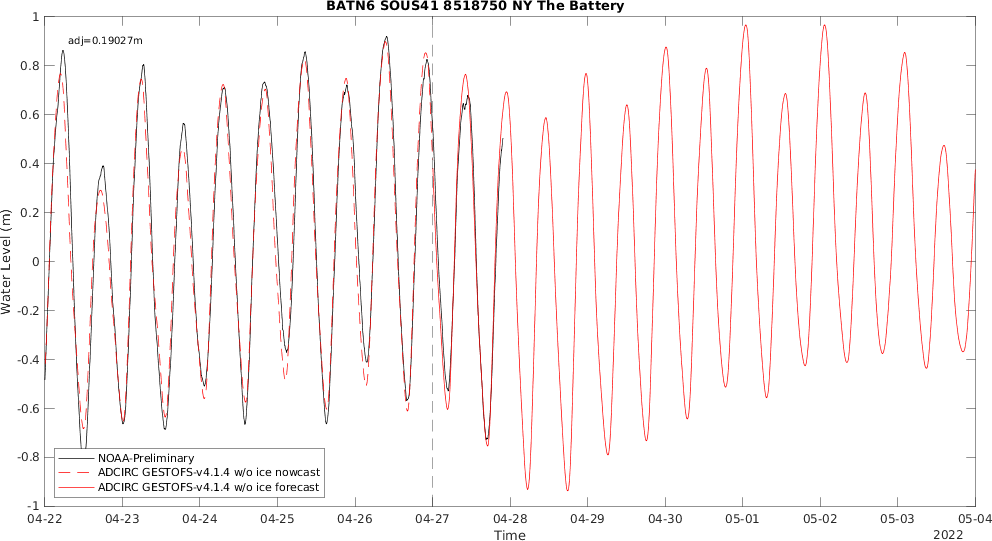 BATN6 SOUS41 8518750 NY The Battery
adj=0.19027m
Water Level (m)
1
0.8
0.6
0.4
0.2
0
-0.2
-0.4
-0.6
-0.8
-1
NOAA-Preliminary
ADCIRC GESTOFS-v4.1.4 w/o ice nowcast
ADCIRC GESTOFS-v4.1.4 w/o ice forecast
04-22 04-23 04-24 04-25 04-26 04-27 04-28 04-29 04-30 05-01 05-02 05-03 05-04
Time
2022